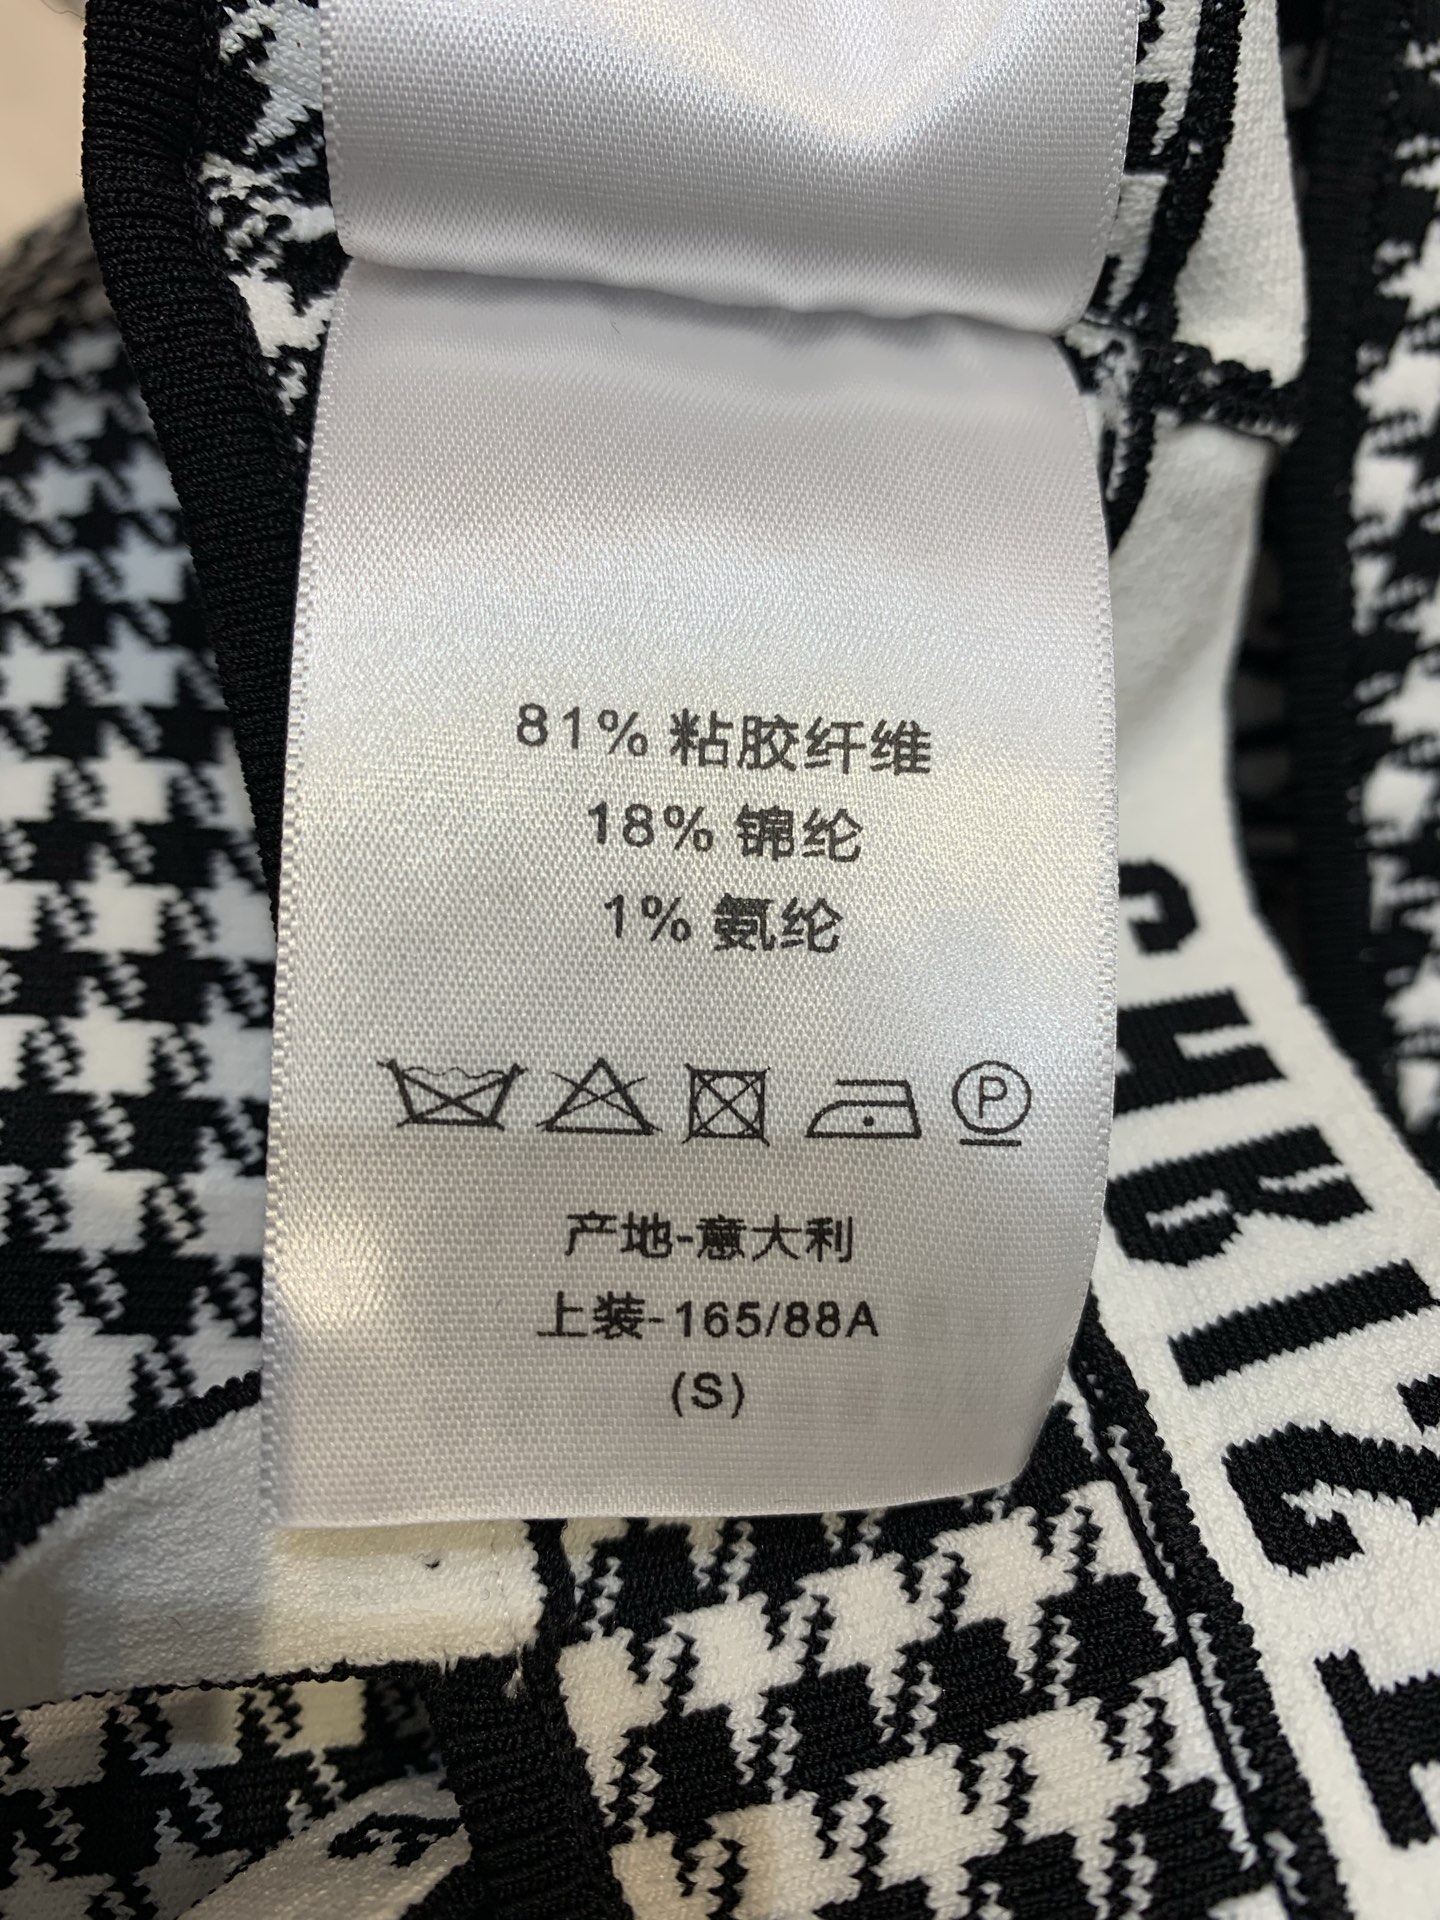 81% 粘胶纤维
18% 锦纶
1% 氨纶
P
产地-意大利
上装-165/88A
(S)
CHRISTI